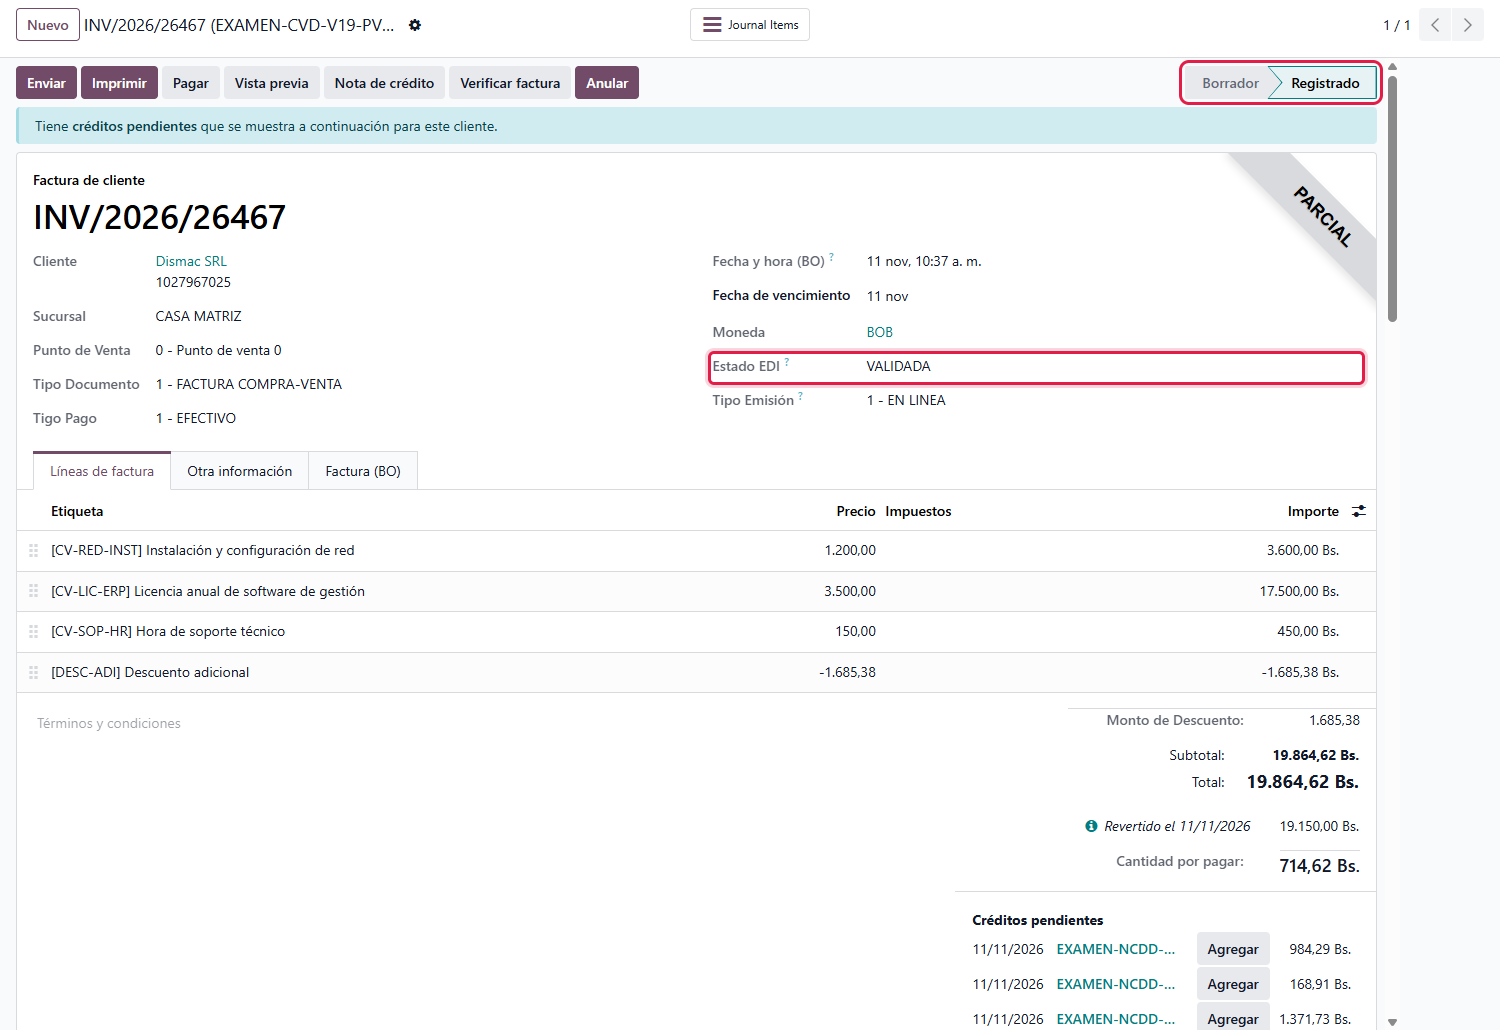 Nuevo INV/2026/26467 (EXAMEN-CVD-V19-PV... Journal Items 1 / 1
Enviar Imprimir Pagar Vista previa Nota de crédito Verificar factura Anular Borrador Registrado
Tiene créditos pendientes que se muestra a continuación para este cliente.
PARCIAL
Factura de cliente
INV/2026/26467
Cliente Dismac SRL
1027967025
Sucursal CASA MATRIZ
Punto de Venta 0 - Punto de venta 0
Tipo Documento 1 - FACTURA COMPRA-VENTA
Tigo Pago 1 - EFECTIVO
Fecha y hora (BO) ? 11 nov, 10:37 a. m.
Fecha de vencimiento 11 nov
Moneda BOB
Estado EDI ? VALIDADA
Tipo Emisión ? 1 - EN LINEA
Líneas de factura Otra información Factura (BO)
Etiqueta Precio Impuestos Importe
[CV-RED-INST] Instalación y configuración de red 1.200,00 3.600,00 Bs.
[CV-LIC-ERP] Licencia anual de software de gestión 3.500,00 17.500,00 Bs.
[CV-SOP-HR] Hora de soporte técnico 150,00 450,00 Bs.
[DESC-ADI] Descuento adicional -1.685,38 -1.685,38 Bs.
Términos y condiciones
Monto de Descuento: 1.685,38
Subtotal: 19.864,62 Bs.
Total: 19.864,62 Bs.
Revertido el 11/11/2026 19.150,00 Bs.
Cantidad por pagar: 714,62 Bs.
Créditos pendientes
11/11/2026 EXAMEN-NCDD-... Agregar 984,29 Bs.
11/11/2026 EXAMEN-NCDD-... Agregar 168,91 Bs.
11/11/2026 EXAMEN-NCDD-... Agregar 1.371,73 Bs.